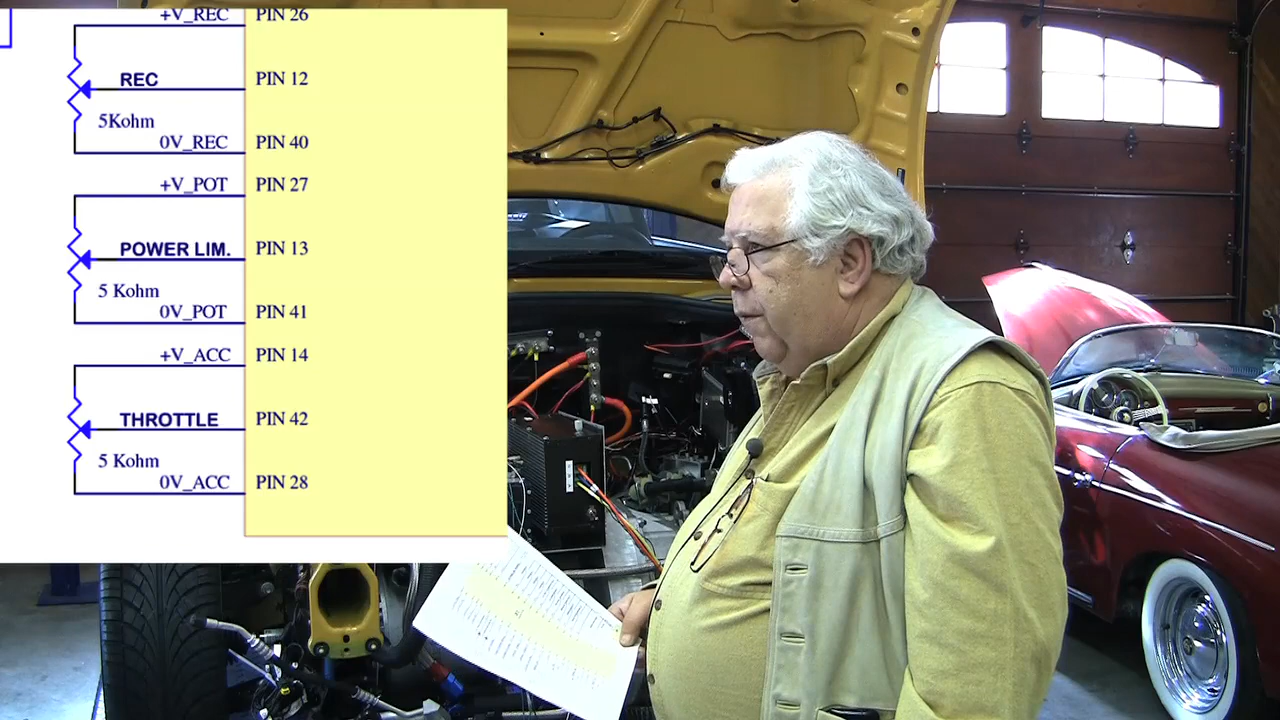 +V_REC PIN 26
REC PIN 12
5Kohm
0V_REC PIN 40
+V_POT PIN 27
POWER LIM. PIN 13
5 Kohm
0V_POT PIN 41
+V_ACC PIN 14
THROTTLE PIN 42
5 Kohm
0V_ACC PIN 28